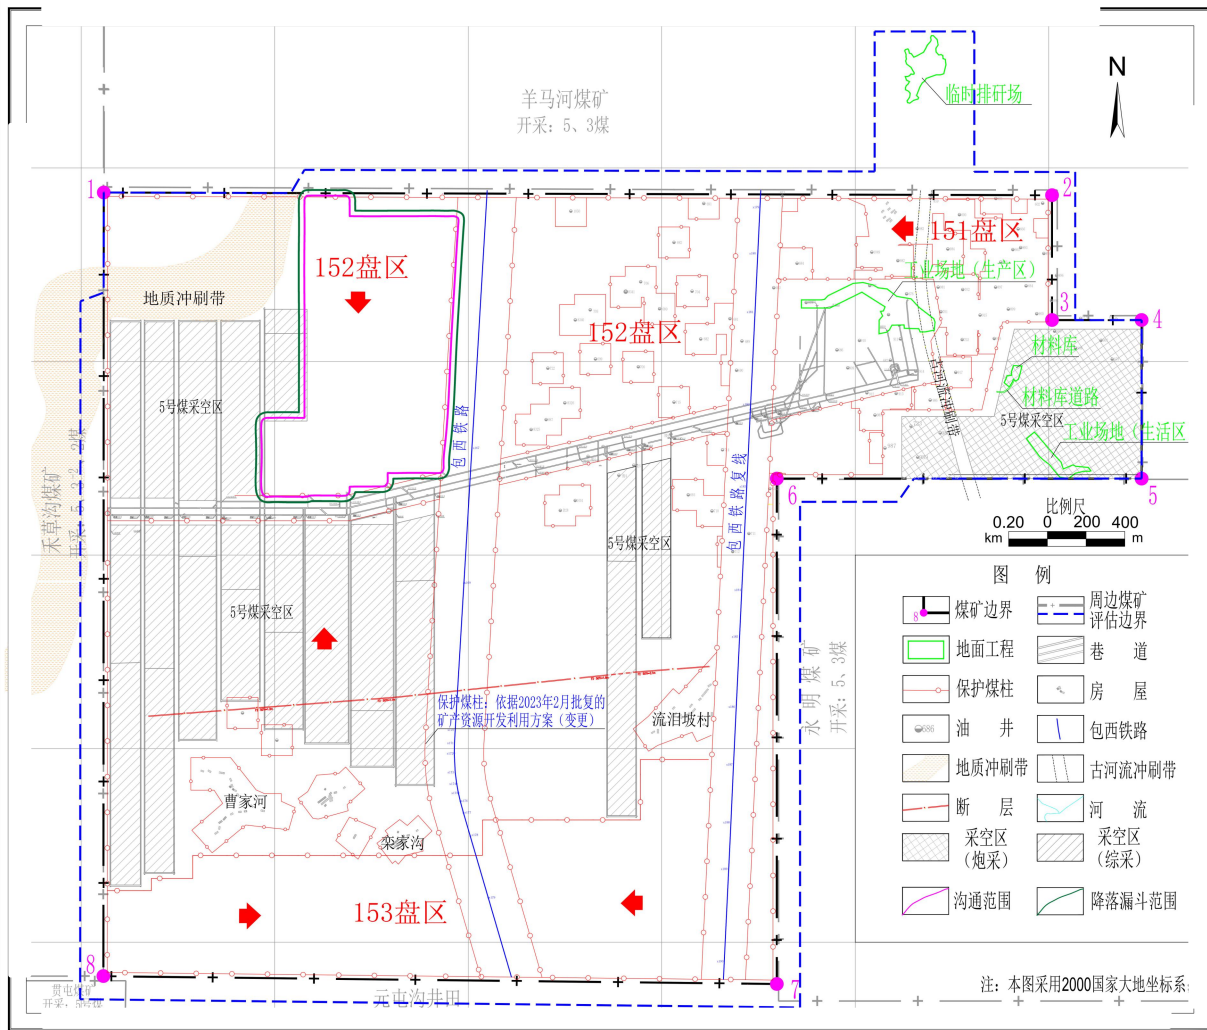 N
临时排矸场
羊马河煤矿
开采：5、3煤
1
2
151盘区
工业场地（生产区）
152盘区
地质冲刷带
152盘区
3
4
材料库
材料库道路
5号煤采空区
工业场地（生活区
古河流冲刷带
5号煤采空区
包西铁路
禾草沟煤矿
6
5
包西铁路复线
比例尺
0.20 0 200 400
km m
5号煤采空区
5号煤采空区
永明煤矿
开采：5、3煤
保护煤柱：依据2023年2月批复的
矿产资源开发利用方案（变更）
流泪坡村
曹家河
栾家沟
153盘区
8
7
元屯沟井田
图 例
8 煤矿边界
周边煤矿
评估边界
地面工程
巷 道
保护煤柱
房 屋
686 油 井
包西铁路
地质冲刷带
古河流冲刷带
断 层
河 流
采空区
（炮采）
采空区
（综采）
沟通范围
降落漏斗范围
注：本图采用2000国家大地坐标系